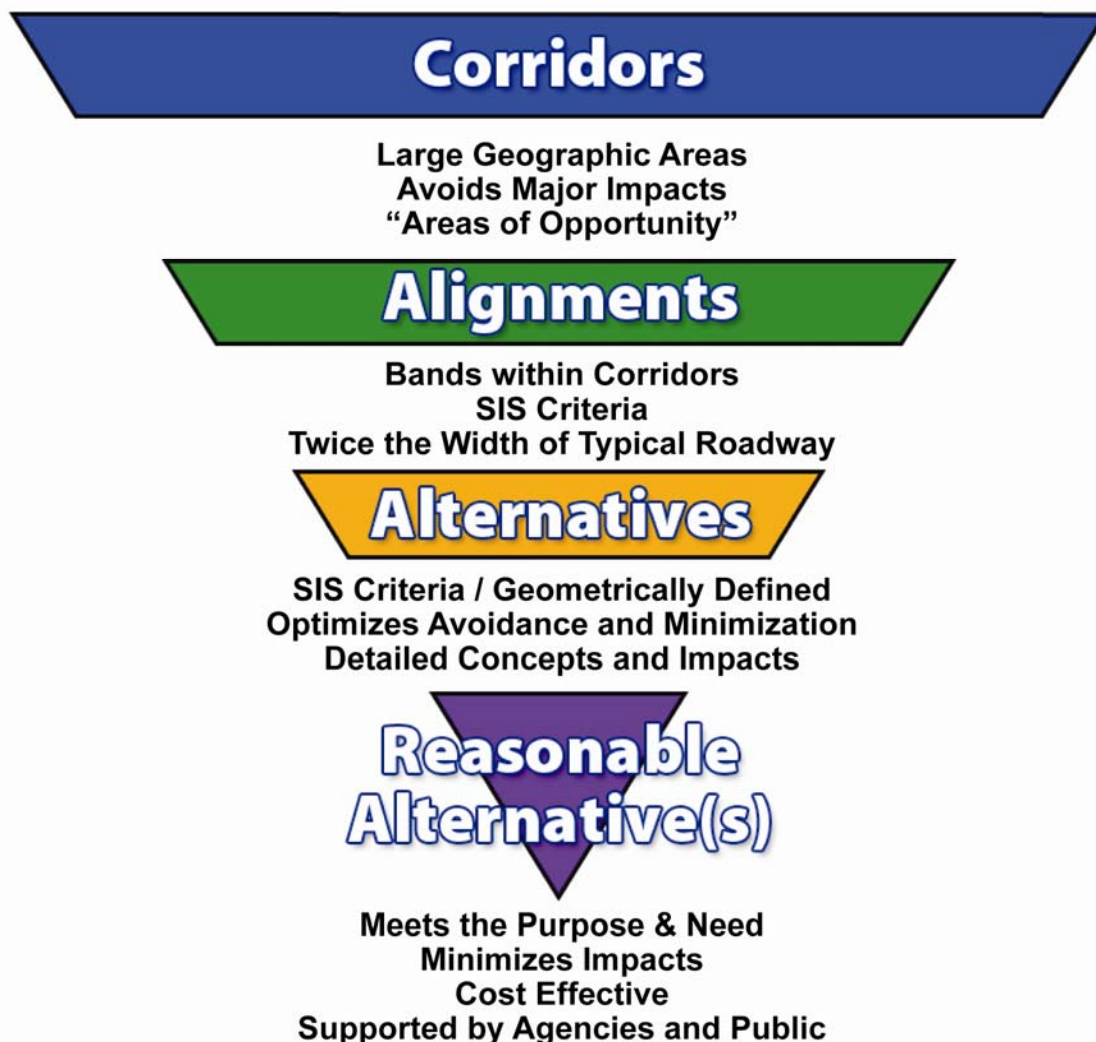 Corridors
Large Geographic Areas
Avoids Major Impacts
“Areas of Opportunity”
Alignments
Bands within Corridors
SIS Criteria
Twice the Width of Typical Roadway
Alternatives
SIS Criteria / Geometrically Defined
Optimizes Avoidance and Minimization
Detailed Concepts and Impacts
Reasonable
Alternative(s)
Meets the Purpose & Need
Minimizes Impacts
Cost Effective
Supported by Agencies and Public